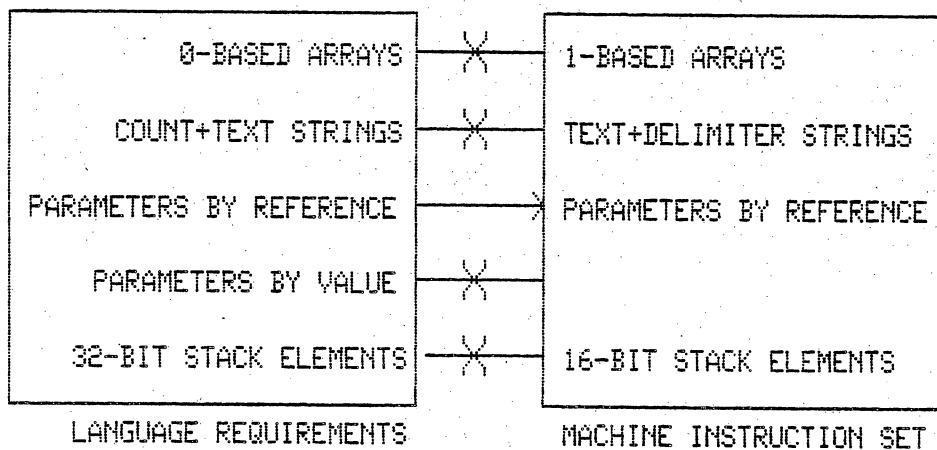 0-BASED ARRAYS
1-BASED ARRAYS
COUNT+TEXT STRINGS
TEXT+DELIMITER STRINGS
PARAMETERS BY REFERENCE
PARAMETERS BY REFERENCE
PARAMETERS BY VALUE
32-BIT STACK ELEMENTS
16-BIT STACK ELEMENTS
LANGUAGE REQUIREMENTS
MACHINE INSTRUCTION SET